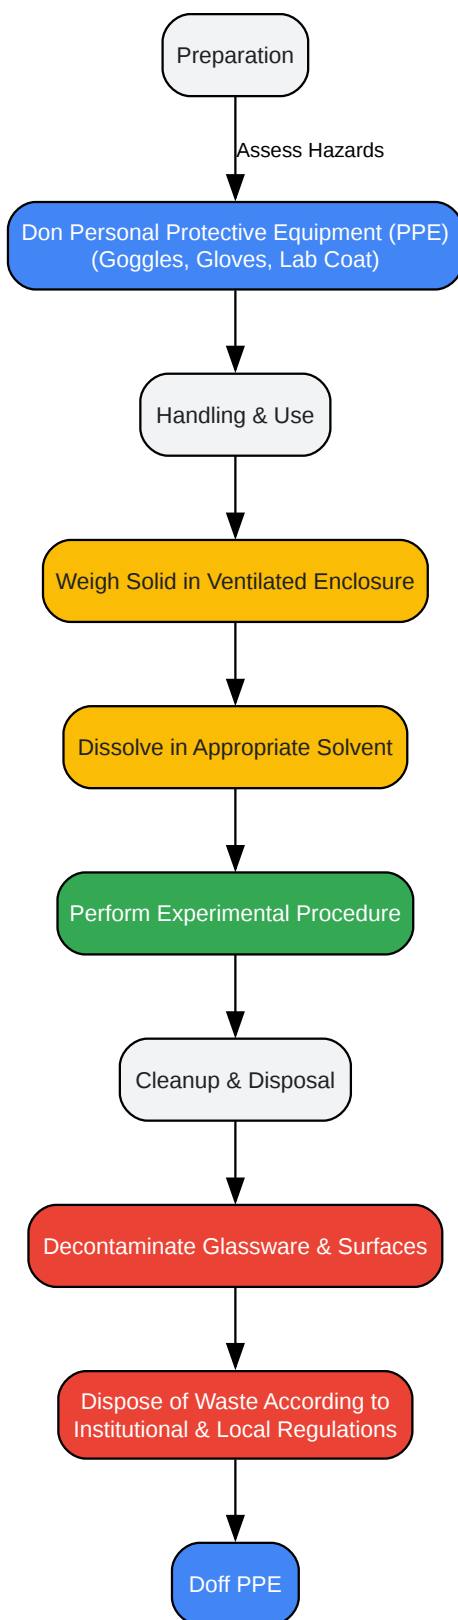 Preparation
Assess Hazards
Don Personal Protective Equipment (PPE)
(Goggles, Gloves, Lab Coat)
Handling & Use
Weigh Solid in Ventilated Enclosure
Dissolve in Appropriate Solvent
Perform Experimental Procedure
Cleanup & Disposal
Decontaminate Glassware & Surfaces
Dispose of Waste According to
Institutional & Local Regulations
Doff PPE